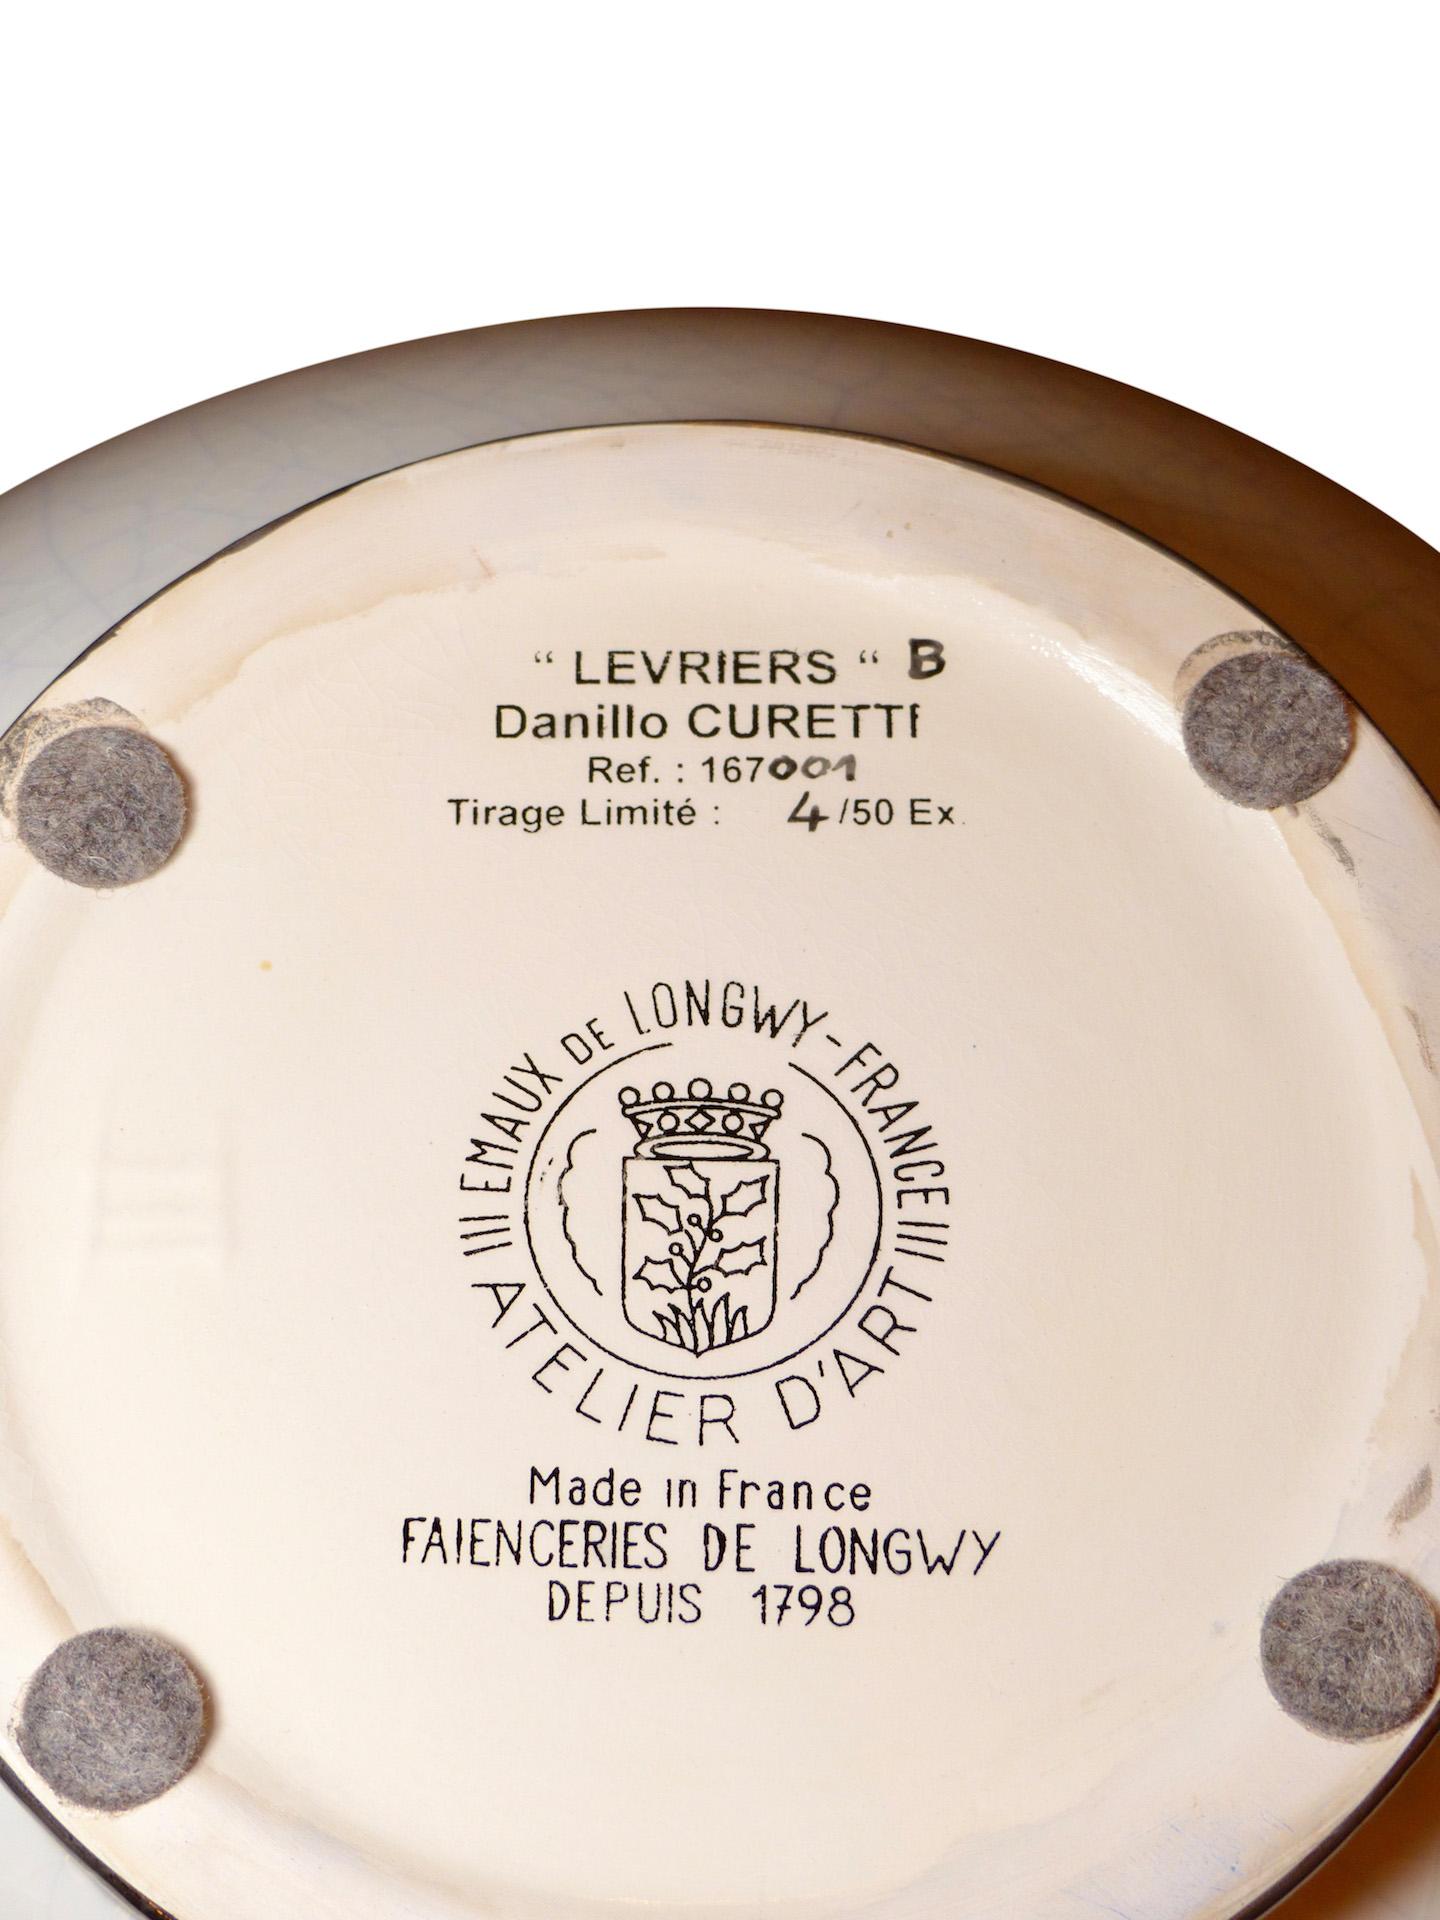 “ LEVRIERS “ B
Danillo CURETTI
Ref. : 167001
Tirage Limité : 4 /50 Ex.
EMAUX DE LONGWY-FRANCE
ATELIER D'ART
Made in France
FAIENCERIES DE LONGWY
DEPUIS 1798